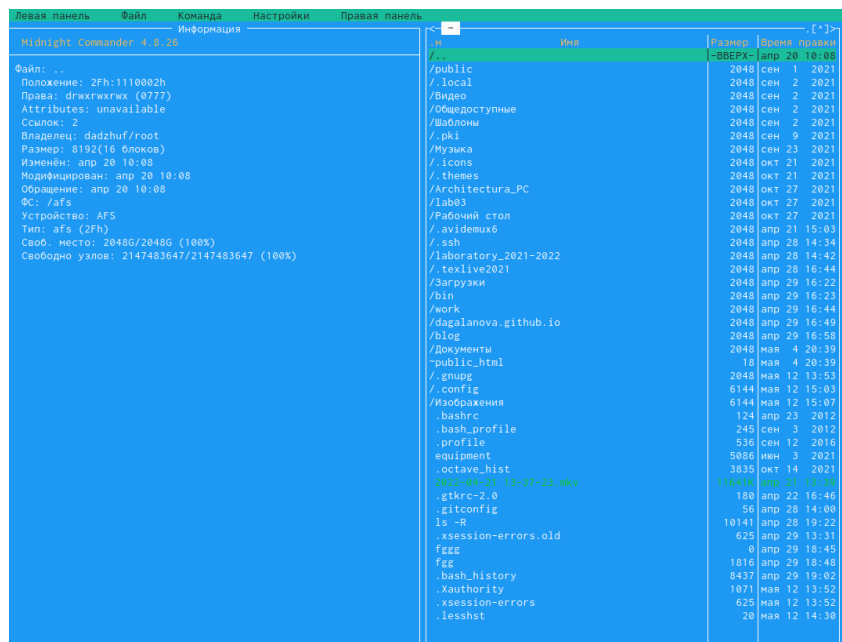 Левая панель Файл Команда Настройки Правая панель
Информация
Midnight Commander 4.8.26
Файл: ..
Положение: 2Fh:1110002h
Права: drwxrwxrwx (0777)
Attributes: unavailable
Ссылок: 2
Владелец: dadzhuf/root
Размер: 8192(16 блоков)
Изменён: апр 20 10:08
Модифицирован: апр 20 10:08
Обращение: апр 20 10:08
ФС: /afs
Устройство: AFS
Тип: afs (2Fh)
Своб. место: 2048G/2048G (100%)
Свободно узлов: 2147483647/2147483647 (100%)
<- ~ .[^]>
.м Имя Размер Время правки
/.. -ВВЕРХ- апр 20 10:08
/public 2048 сен 1 2021
/.local 2048 сен 2 2021
/Видео 2048 сен 2 2021
/Общедоступные 2048 сен 2 2021
/Шаблоны 2048 сен 2 2021
/.pki 2048 сен 9 2021
/Музыка 2048 сен 23 2021
/.icons 2048 окт 21 2021
/.themes 2048 окт 21 2021
/Architectura_PC 2048 окт 27 2021
/lab03 2048 окт 27 2021
/Рабочий стол 2048 окт 27 2021
/.avidemux6 2048 апр 21 15:03
/.ssh 2048 апр 28 14:34
/laboratory_2021-2022 2048 апр 28 14:42
/.texlive2021 2048 апр 28 16:44
/Загрузки 2048 апр 29 16:22
/bin 2048 апр 29 16:23
/work 2048 апр 29 16:44
/dagalanova.github.io 2048 апр 29 16:49
/blog 2048 апр 29 16:58
/Документы 2048 мая 4 20:39
~public_html 18 мая 4 20:39
/.gnupg 2048 мая 12 13:53
/.config 6144 мая 12 15:03
/Изображения 6144 мая 12 15:07
.bashrc 124 апр 23 2012
.bash_profile 245 сен 3 2012
.profile 536 сен 12 2016
equipment 5086 июн 3 2021
.octave_hist 3835 окт 14 2021
.gtkrc-2.0 180 апр 22 16:46
.gitconfig 56 апр 28 14:00
ls -R 10141 апр 28 19:22
.xsession-errors.old 625 апр 29 13:31
fggg 0 апр 29 18:45
fgg 1816 апр 29 18:48
.bash_history 8437 апр 29 19:02
.Xauthority 1071 мая 12 13:52
.xsession-errors 625 мая 12 13:52
.lesshst 20 мая 12 14:30